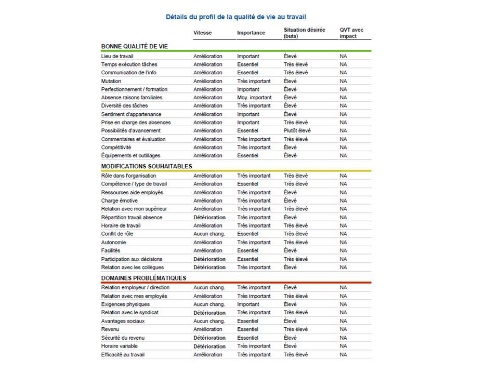 Détails du profil de la qualité de vie au travail
Vitesse Importance Situation désirée (buts) QVT avec impact
BONNE QUALITÉ DE VIE
Lieu de travail Amélioration Important Élevé NA
Temps exécution tâches Amélioration Essentiel Très élevé NA
Communication de l'info Amélioration Essentiel Très élevé NA
Mutation Amélioration Très important Élevé NA
Perfectionnement / formation Amélioration Important Élevé NA
Absence raisons familiales Amélioration Moy. important Élevé NA
Diversité des tâches Amélioration Très important Élevé NA
Sentiment d'appartenance Amélioration Important Élevé NA
Prise en charge des absences Amélioration Important Très élevé NA
Possibilités d'avancement Amélioration Essentiel Plutôt élevé NA
Commentaires et évaluation Amélioration Très important Très élevé NA
Compétitivité Amélioration Très important Élevé NA
Équipements et outillages Amélioration Essentiel Élevé NA
MODIFICATIONS SOUHAITABLES
Rôle dans l'organisation Amélioration Très important Très élevé NA
Compétence / type de travail Amélioration Essentiel Très élevé NA
Ressources aide employés Amélioration Très important Élevé NA
Charge émotive Amélioration Très important Élevé NA
Relation avec mon supérieur Amélioration Très important Très élevé NA
Répartition travail absence Détérioration Très important Élevé NA
Horaire de travail Amélioration Très important Très élevé NA
Conflit de rôle Aucun chang. Essentiel Très élevé NA
Autonomie Amélioration Très important Très élevé NA
Facilités Amélioration Essentiel Élevé NA
Participation aux décisions Détérioration Essentiel Très élevé NA
Relation avec les collègues Détérioration Très important Très élevé NA
DOMAINES PROBLÉMATIQUES
Relation employeur / direction Aucun chang. Très important Élevé NA
Relation avec mes employés Amélioration Très important Très élevé NA
Exigences physiques Aucun chang. Important Élevé NA
Relation avec le syndicat Détérioration Très important Élevé NA
Avantages sociaux Aucun chang. Essentiel Élevé NA
Revenu Amélioration Essentiel Très élevé NA
Sécurité du revenu Détérioration Essentiel Élevé NA
Horaire variable Détérioration Très important Élevé NA
Efficacité au travail Amélioration Très important Très élevé NA